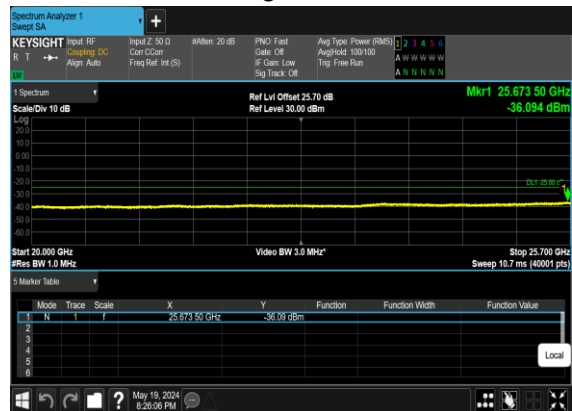 Spectrum Analyzer 1
Swept SA
+
KEYSIGHT Input: RF Input Z: 50 Ω #Atten: 20 dB PNO: Fast Avg Type: Power (RMS) 1 2 3 4 5 6
R T Coupling: DC Corr CCorr Gate: Off Avg|Hold: 100/100 A W W W W W
Align: Auto Freq Ref: Int (S) IF Gain: Low Trig: Free Run
Sig Track: Off A N N N N N
1 Spectrum Ref Lvl Offset 25.70 dB Mkr1 25.673 50 GHz
Scale/Div 10 dB Ref Level 30.00 dBm -36.094 dBm
Log
20.0
10.0
0.00
-10.0
-20.0
-30.0
-40.0
-50.0
-60.0
1
Start 20.000 GHz Video BW 3.0 MHz* Stop 25.700 GHz
#Res BW 1.0 MHz Sweep 10.7 ms (40001 pts)
5 Marker Table
Mode Trace Scale X Y Function Function Width Function Value
1 N 1 f 25.673 50 GHz -36.09 dBm
2
3
4
5
6
Local
? May 19, 2024
8:26:06 PM